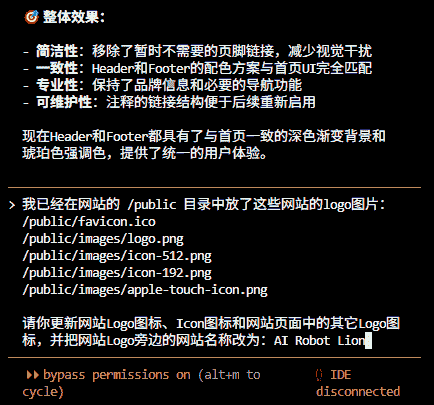 🎯 整体效果：
- 简洁性：移除了暂时不需要的页脚链接，减少视觉干扰
- 一致性：Header和Footer的配色方案与首页UI完全匹配
- 专业性：保持了品牌信息和必要的导航功能
- 可维护性：注释的链接结构便于后续重新启用
现在Header和Footer都具有了与首页一致的深色渐变背景和
琥珀色强调色，提供了统一的用户体验。
> 我已经在网站的 /public 目录中放了这些网站的logo图片：
/public/favicon.ico
/public/images/logo.png
/public/images/icon-512.png
/public/images/icon-192.png
/public/images/apple-touch-icon.png
请你更新网站Logo图标、Icon图标和网站页面中的其它Logo图
标，并把网站Logo旁边的网站名称改为：AI Robot Lion
⏵⏵ bypass permissions on (alt+m to
cycle)
◯ IDE
disconnected